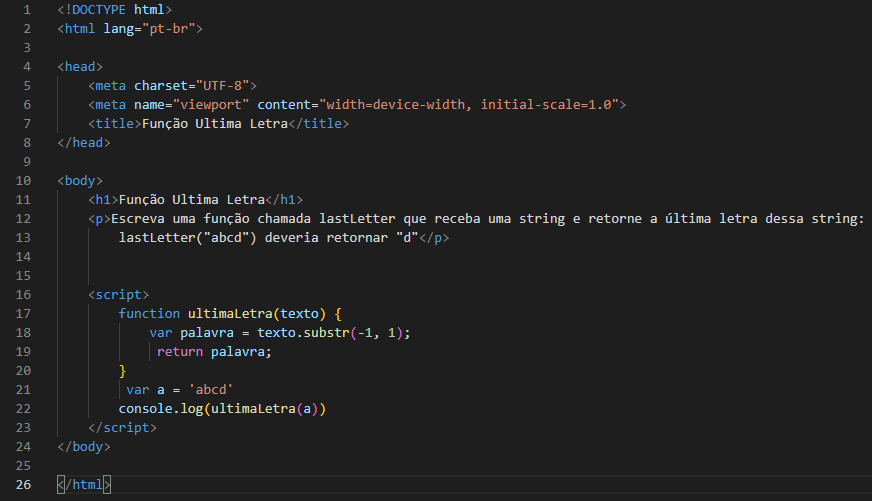 1 <!DOCTYPE html>
2 <html lang="pt-br">
3
4 <head>
5     <meta charset="UTF-8">
6     <meta name="viewport" content="width=device-width, initial-scale=1.0">
7     <title>Função Ultima Letra</title>
8 </head>
9
10 <body>
11     <h1>Função Ultima Letra</h1>
12     <p>Escreva uma função chamada lastLetter que receba uma string e retorne a última letra dessa string:
13         lastLetter("abcd") deveria retornar "d"</p>
14
15
16     <script>
17         function ultimaLetra(texto) {
18             var palavra = texto.substr(-1, 1);
19              return palavra;
20         }
21          var a = 'abcd'
22         console.log(ultimaLetra(a))
23     </script>
24 </body>
25
26 </html>